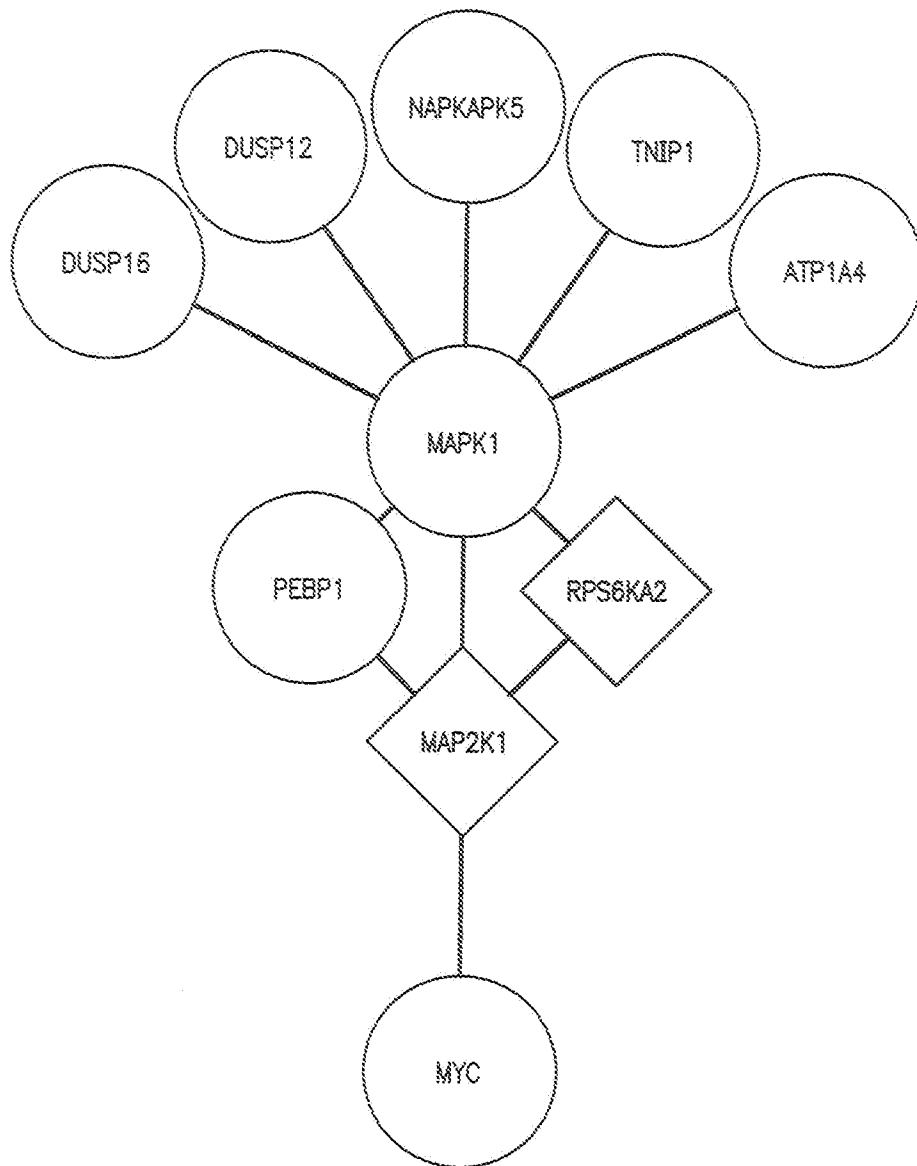 NAPKAPK5
DUSP12
TNIP1
DUSP16
ATP1A4
MAPK1
PEBP1
RPS6KA2
MAP2K1
MYC